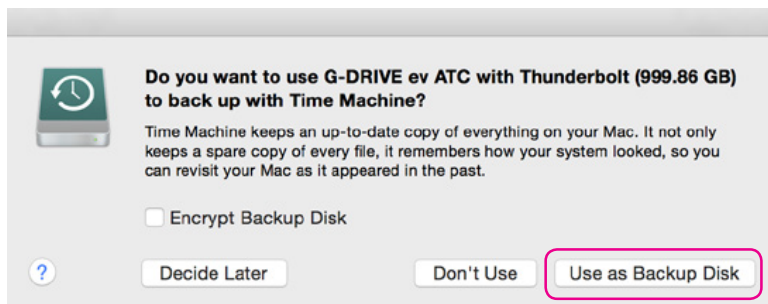 Do you want to use G-DRIVE ev ATC with Thunderbolt (999.86 GB)
to back up with Time Machine?
Time Machine keeps an up-to-date copy of everything on your Mac. It not only
keeps a spare copy of every file, it remembers how your system looked, so you
can revisit your Mac as it appeared in the past.
Encrypt Backup Disk
? Decide Later Don't Use Use as Backup Disk